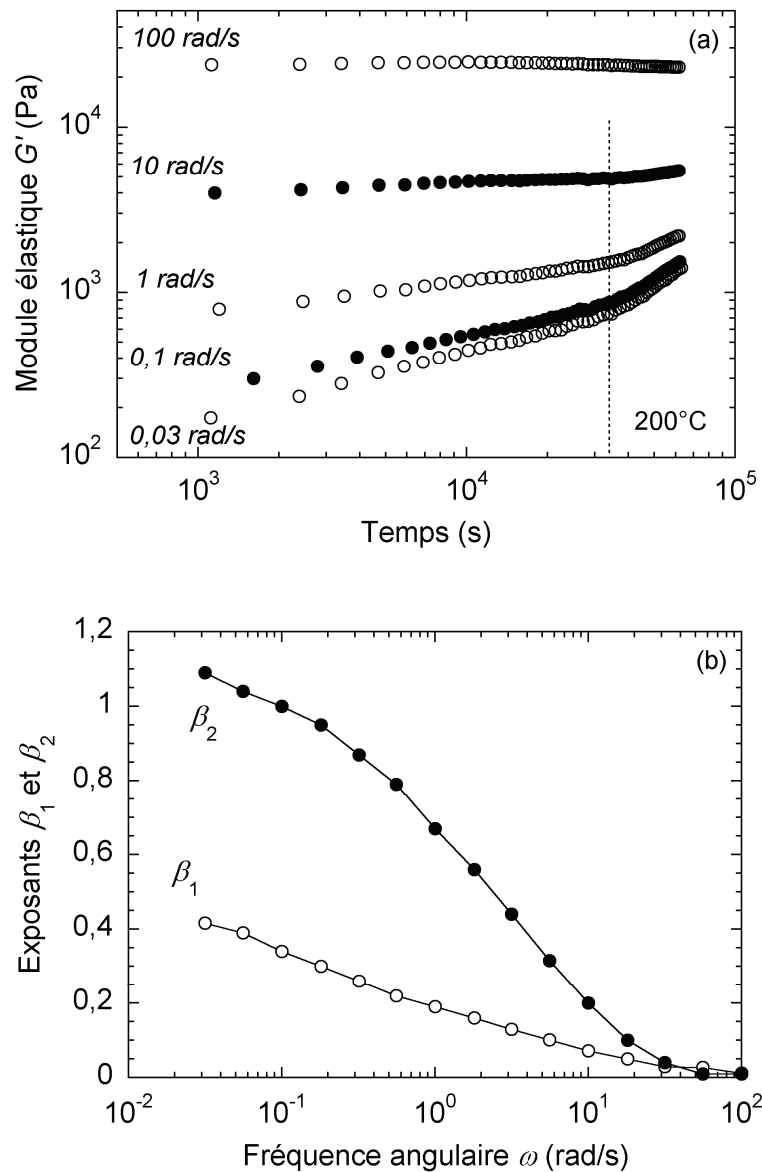 (a)
100 rad/s
10 rad/s
1 rad/s
0,1 rad/s
0,03 rad/s
200°C
10⁴
10³
10²
Module élastique G' (Pa)
10³
10⁴
10⁵
Temps (s)
(b)
1,2
1
0,8
0,6
0,4
0,2
0
β₂
β₁
Exposants β₁ et β₂
10⁻²
10⁻¹
10⁰
10¹
10²
Fréquence angulaire ω (rad/s)